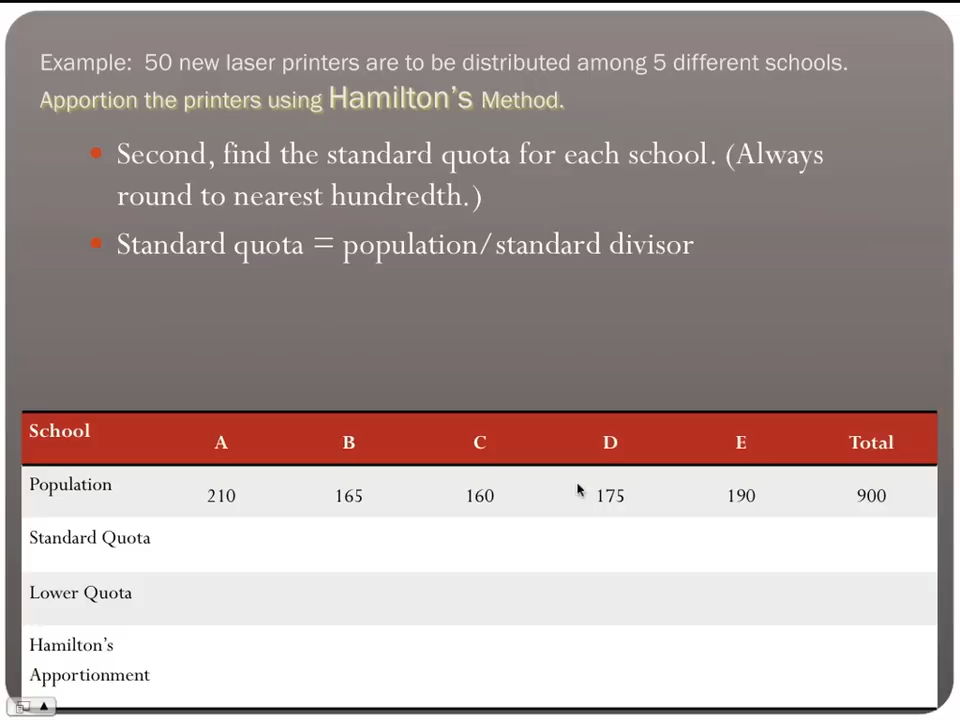 Example:  50 new laser printers are to be distributed among 5 different schools.
Apportion the printers using Hamilton's Method.
• Second, find the standard quota for each school. (Always
round to nearest hundredth.)
• Standard quota = population/standard divisor
School A B C D E Total
Population 210 165 160 175 190 900
Standard Quota
Lower Quota
Hamilton's
Apportionment